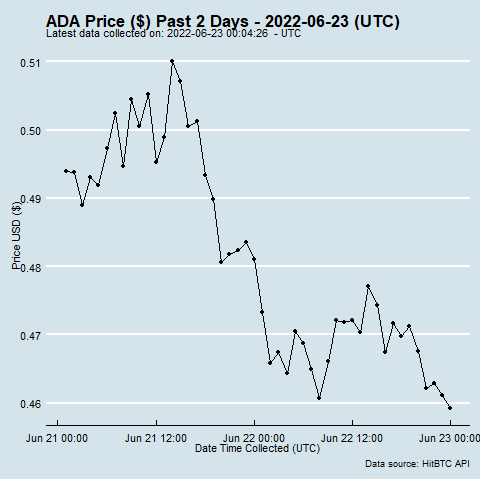 ADA Price ($) Past 2 Days - 2022-06-23 (UTC)
Latest data collected on: 2022-06-23 00:04:26  - UTC
0.51
0.50
0.49
0.48
0.47
0.46
Price USD ($)
Jun 21 00:00
Jun 21 12:00
Jun 22 00:00
Jun 22 12:00
Jun 23 00:00
Date Time Collected (UTC)
Data source: HitBTC API